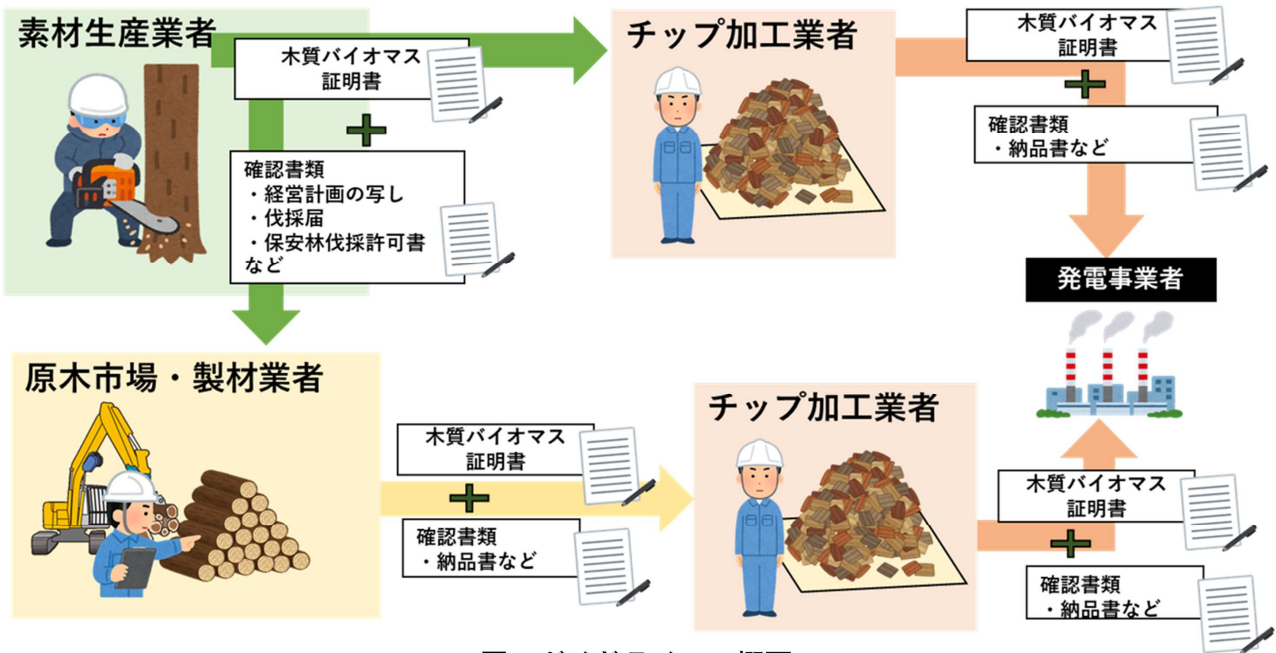 素材生産業者
木質バイオマス
証明書
確認書類
・経営計画の写し
・伐採届
・保安林伐採許可書
など
チップ加工業者
木質バイオマス
証明書
確認書類
・納品書など
発電事業者
原木市場・製材業者
木質バイオマス
証明書
確認書類
・納品書など
チップ加工業者
木質バイオマス
証明書
確認書類
・納品書など